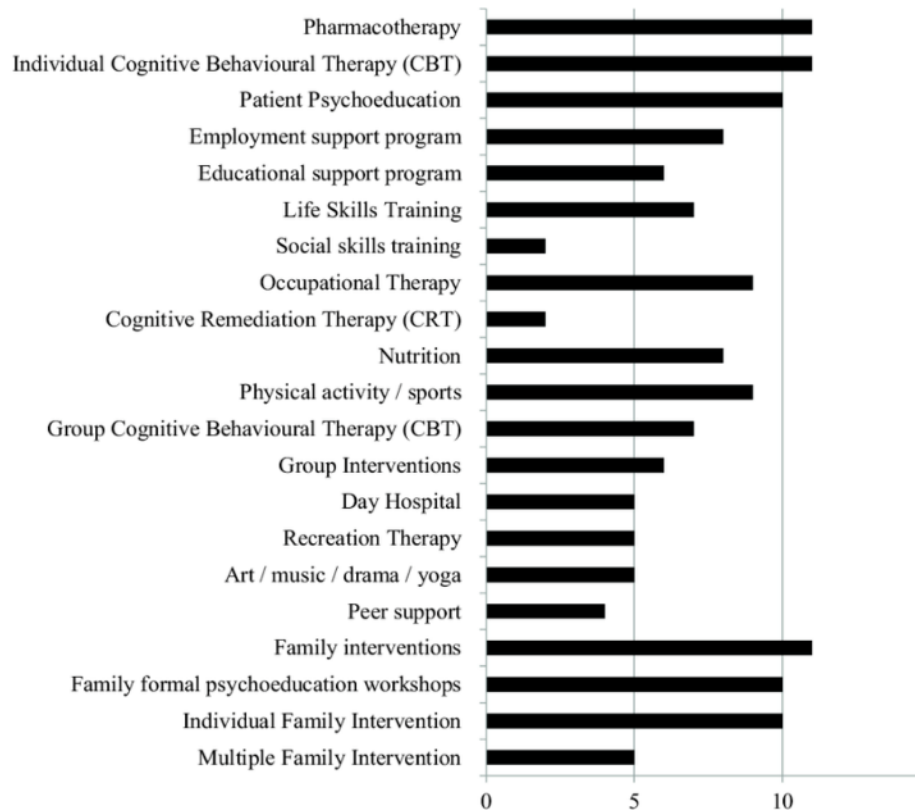 Pharmacotherapy
Individual Cognitive Behavioural Therapy (CBT)
Patient Psychoeducation
Employment support program
Educational support program
Life Skills Training
Social skills training
Occupational Therapy
Cognitive Remediation Therapy (CRT)
Nutrition
Physical activity / sports
Group Cognitive Behavioural Therapy (CBT)
Group Interventions
Day Hospital
Recreation Therapy
Art / music / drama / yoga
Peer support
Family interventions
Family formal psychoeducation workshops
Individual Family Intervention
Multiple Family Intervention
0 5 10